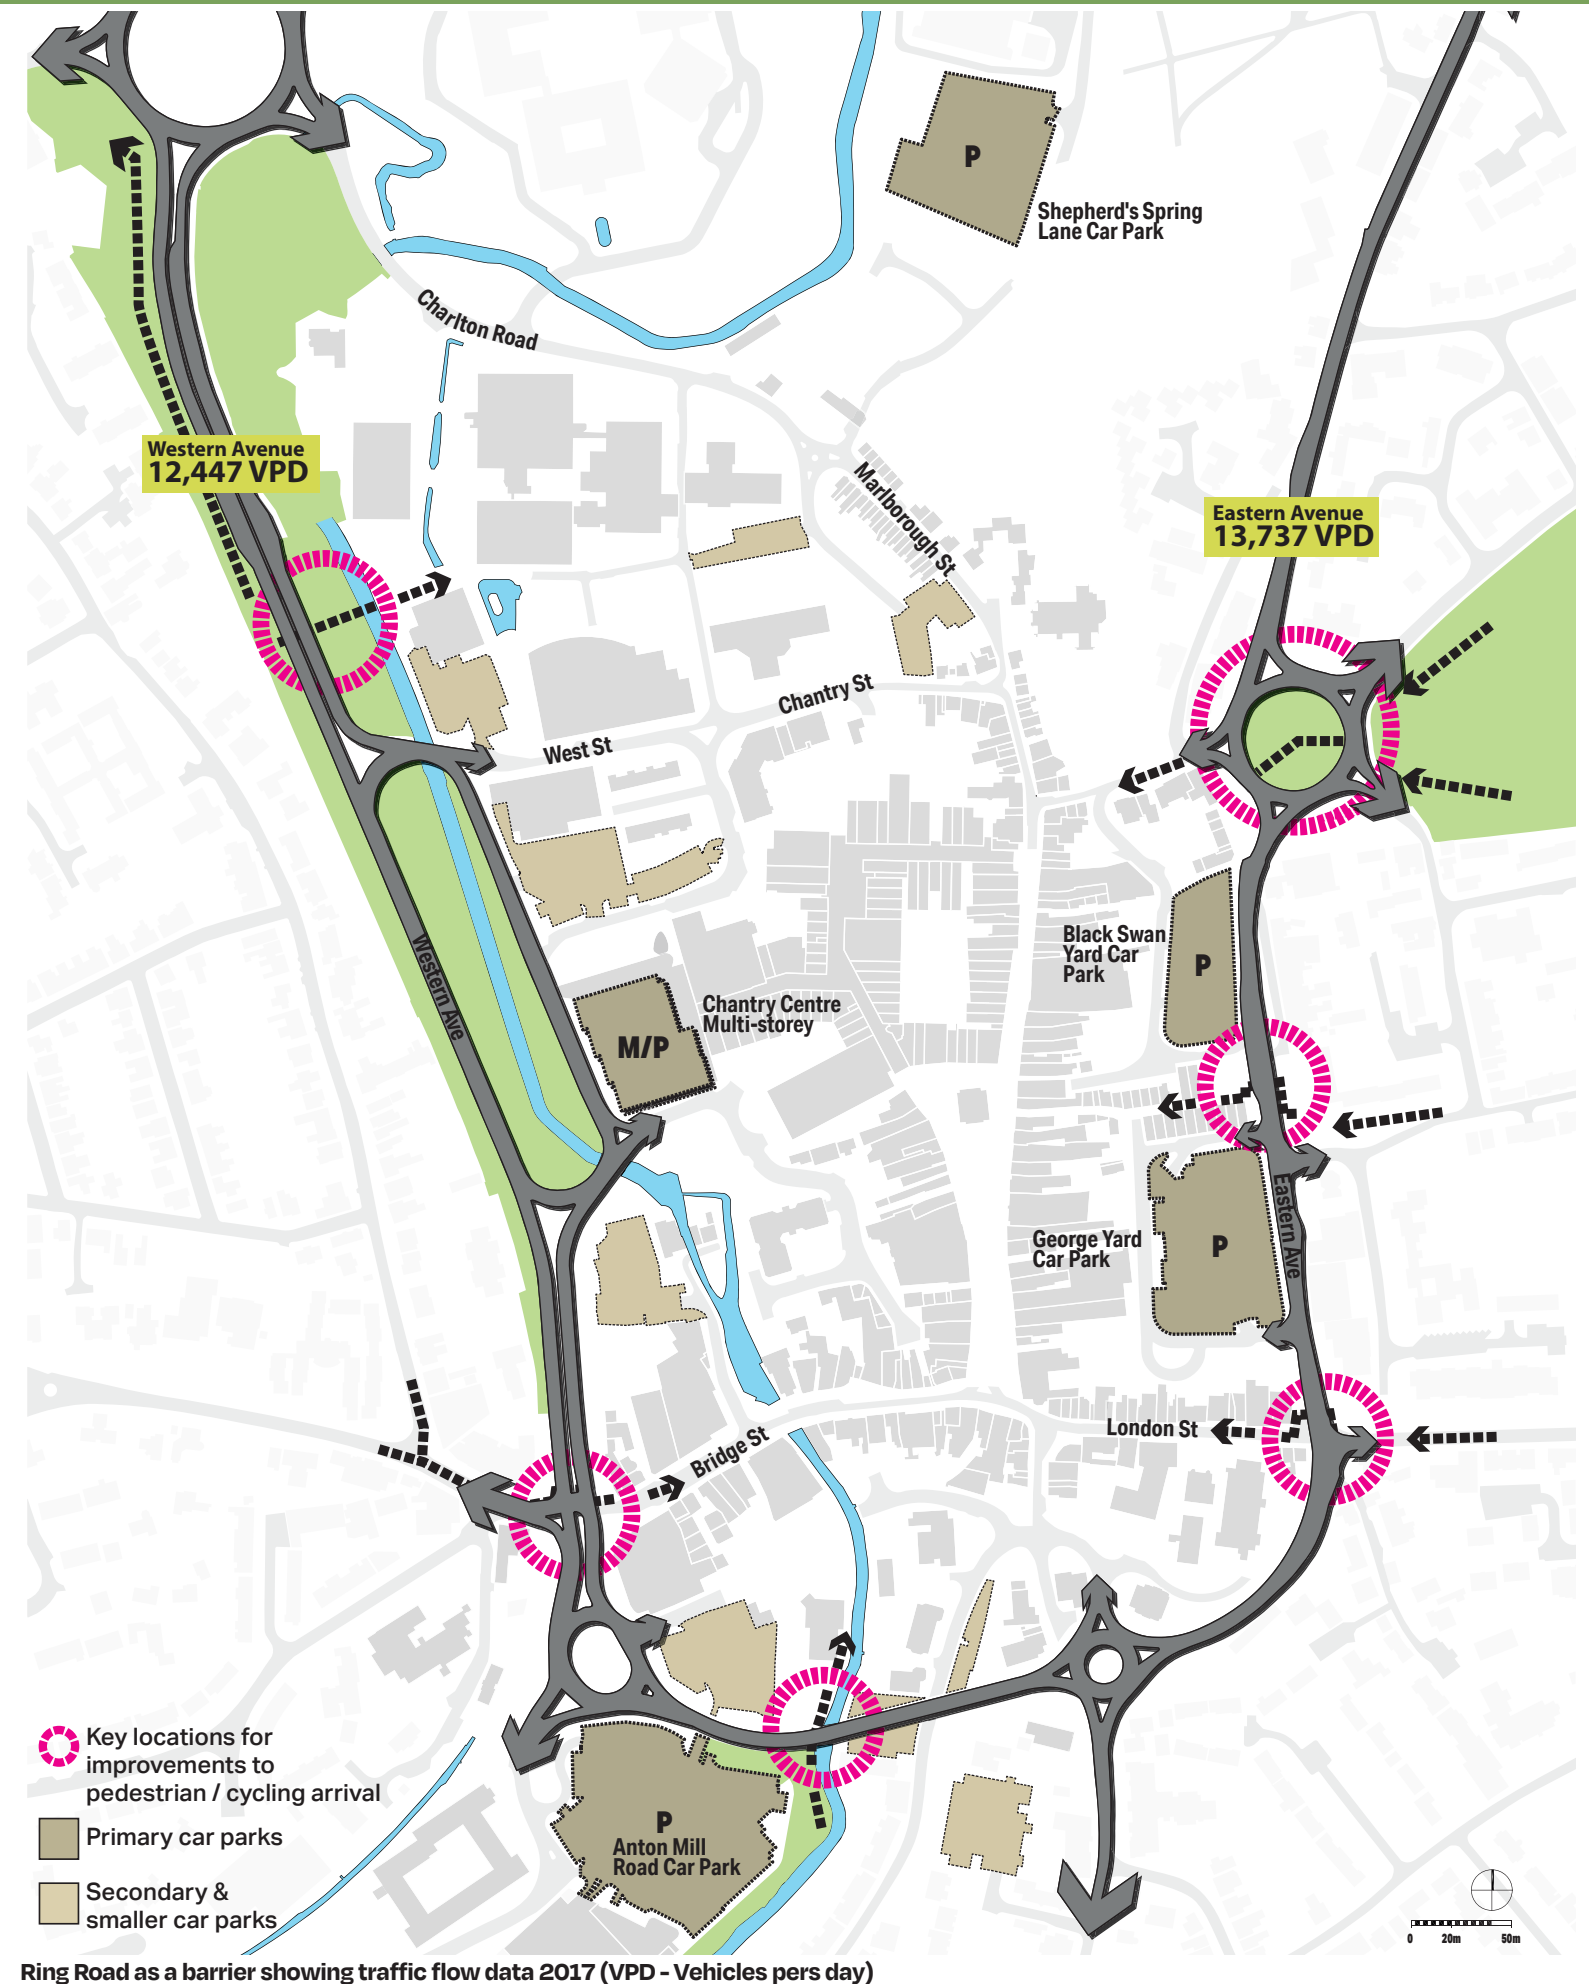 P
Shepherd's Spring
Lane Car Park
Charlton Road
Western Avenue
12,447 VPD
Marlborough St
Eastern Avenue
13,737 VPD
Chantry St
West St
Black Swan
Yard Car
Park
P
Western Ave
Chantry Centre
Multi-storey
M/P
George Yard
Car Park
P
Eastern Ave
London St
Bridge St
Key locations for
improvements to
pedestrian / cycling arrival
Primary car parks
Secondary &
smaller car parks
P
Anton Mill
Road Car Park
0 20m 50m
Ring Road as a barrier showing traffic flow data 2017 (VPD - Vehicles pers day)